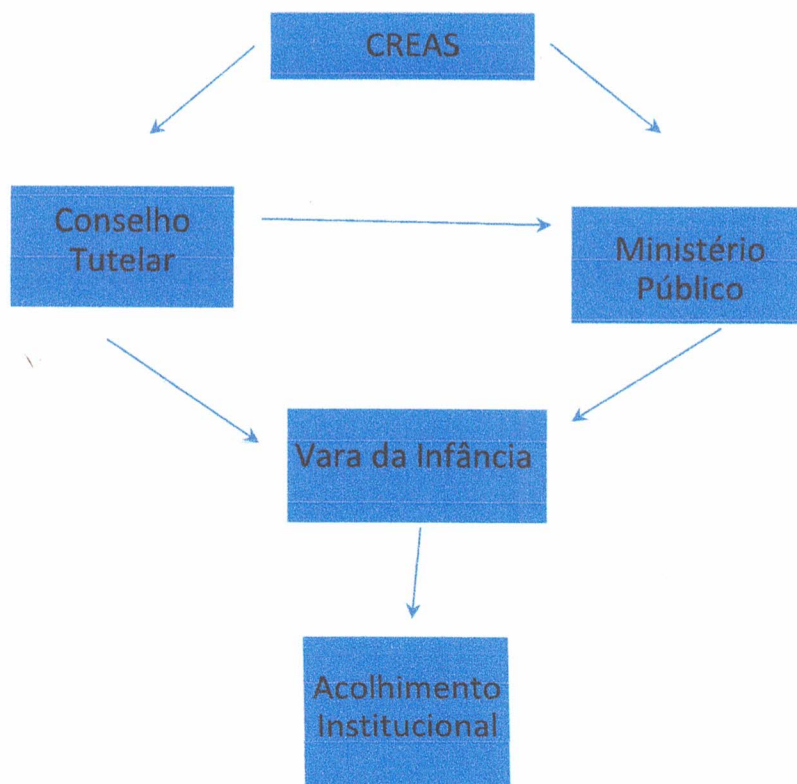 CREAS
Conselho
Tutelar
Ministério
Público
Vara da Infância
Acolhimento
Institucional